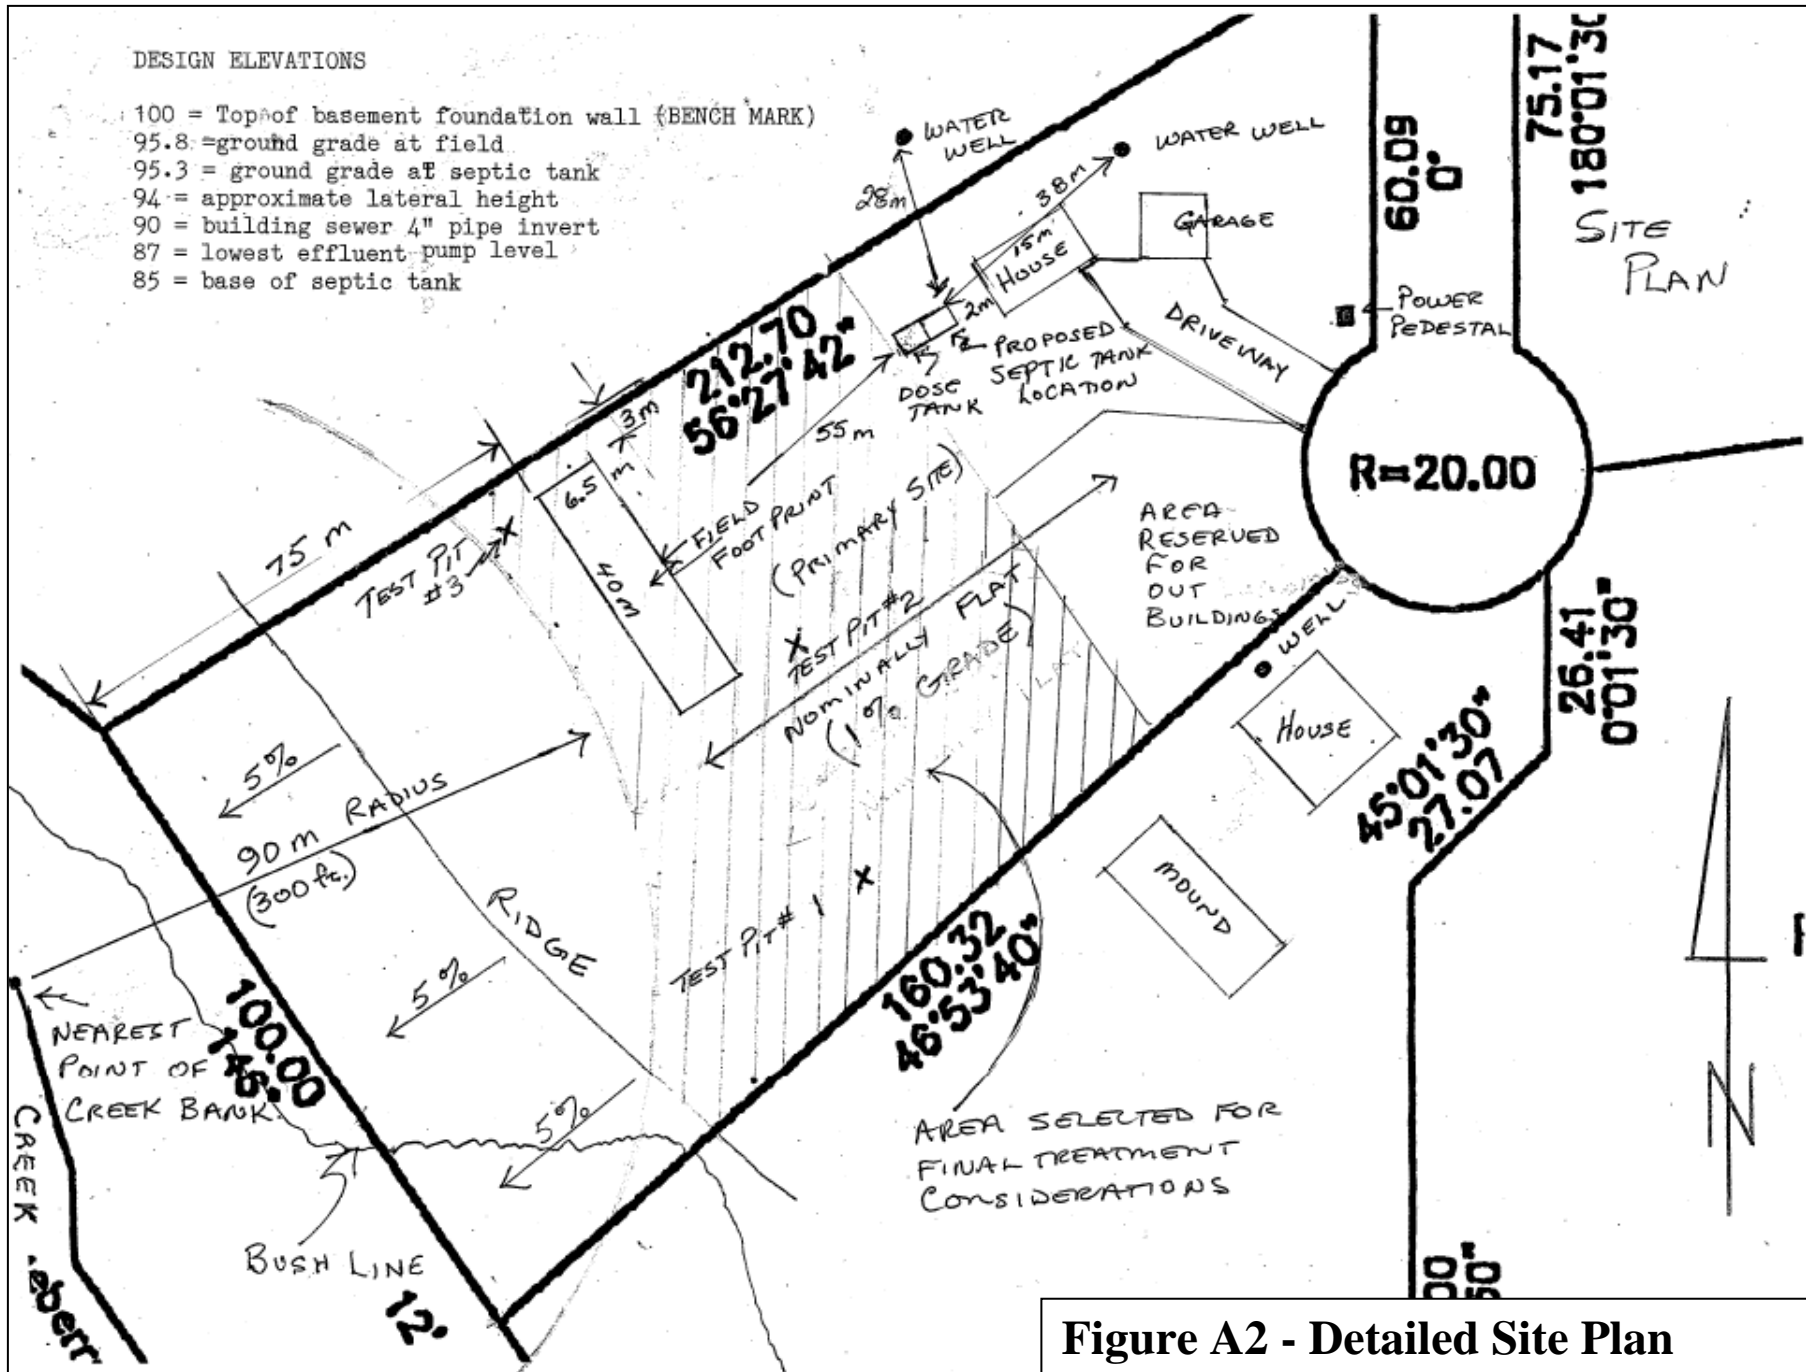 DESIGN ELEVATIONS
100 = Top of basement foundation wall (BENCH MARK)
95.8 =ground grade at field
95.3 = ground grade at septic tank
94 = approximate lateral height
90 = building sewer 4" pipe invert
87 = lowest effluent pump level
85 = base of septic tank
WATER
WELL
WATER WELL
28m
38m
15m
HOUSE
GARAGE
2m
DRIVEWAY
POWER
PEDESTAL
60.09
0°
75.17
180°01'30
SITE
PLAN
PROPOSED
SEPTIC TANK
LOCATION
DOSE
TANK
212.70
56°27'42"
3m
55m
6.5 m
40m
FIELD
FOOT PRINT
(PRIMARY SITE)
R=20.00
75 m
TEST PIT
#3
TEST PIT #2
NOMINALLY FLAT
(1% GRADE)
AREA
RESERVED
FOR
OUT
BUILDINGS
WELL
HOUSE
26.41
0°01'30"
45°01'30"
27.07
MOUND
5%
90 m RADIUS
(300 ft.)
RIDGE
5%
TEST PIT # 1
160.32
46°53'40"
5%
NEAREST
POINT OF
CREEK BANK
100.00
CREEK
BUSH LINE
12'
AREA SELECTED FOR
FINAL TREATMENT
CONSIDERATIONS
N
Figure A2 - Detailed Site Plan